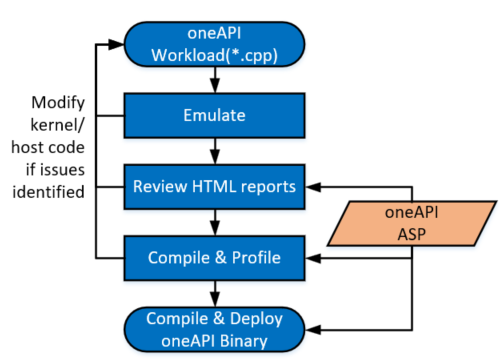 oneAPI
Workload(*.cpp)
Modify
kernel/
host code
if issues
identified
Emulate
Review HTML reports
oneAPI
ASP
Compile & Profile
Compile & Deploy
oneAPI Binary